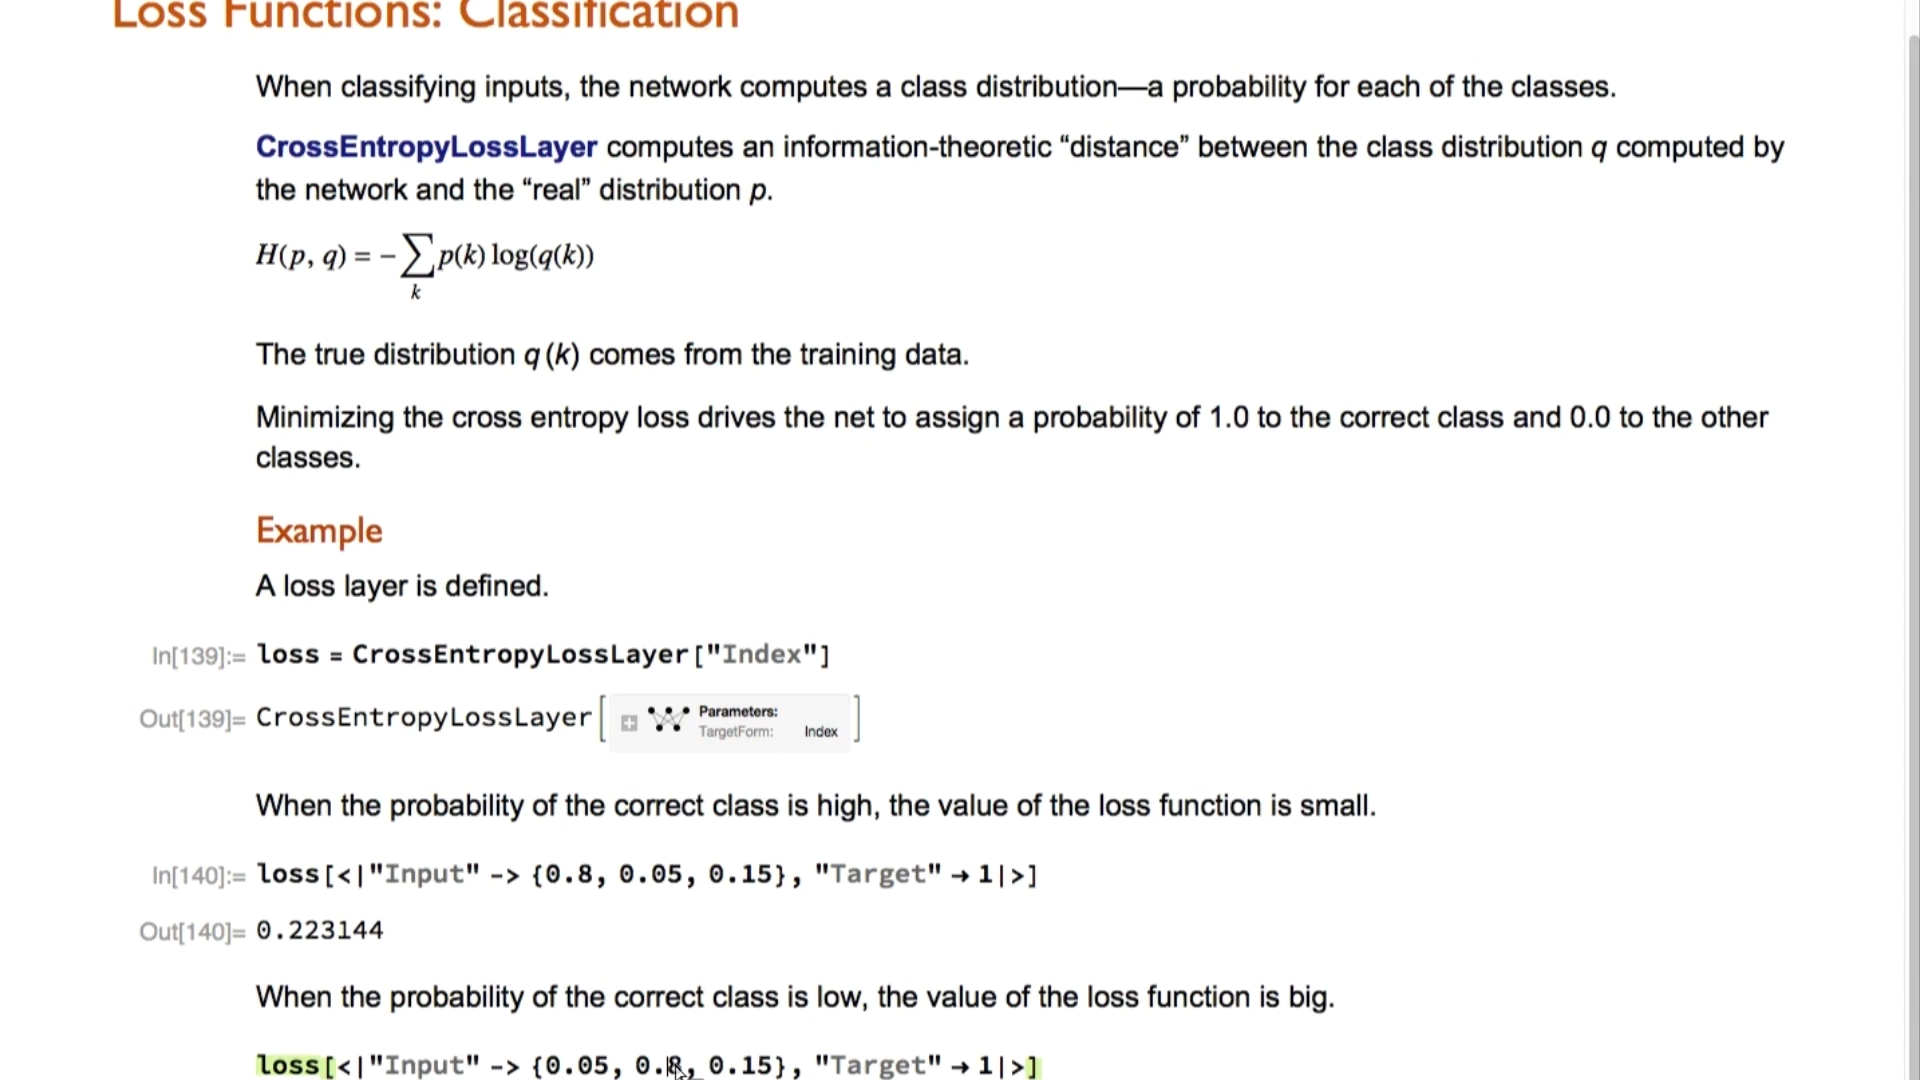 Loss Functions: Classification
When classifying inputs, the network computes a class distribution—a probability for each of the classes.
CrossEntropyLossLayer computes an information-theoretic “distance” between the class distribution q computed by
the network and the “real” distribution p.
H(p, q) = -∑p(k) log(q(k))
k
The true distribution q (k) comes from the training data.
Minimizing the cross entropy loss drives the net to assign a probability of 1.0 to the correct class and 0.0 to the other
classes.
Example
A loss layer is defined.
In[139]:= loss = CrossEntropyLossLayer["Index"]
Out[139]= CrossEntropyLossLayer[ Parameters:
TargetForm: Index ]
When the probability of the correct class is high, the value of the loss function is small.
In[140]:= loss[<|"Input" -> {0.8, 0.05, 0.15}, "Target" → 1|>]
Out[140]= 0.223144
When the probability of the correct class is low, the value of the loss function is big.
loss[<|"Input" -> {0.05, 0.8, 0.15}, "Target" → 1|>]